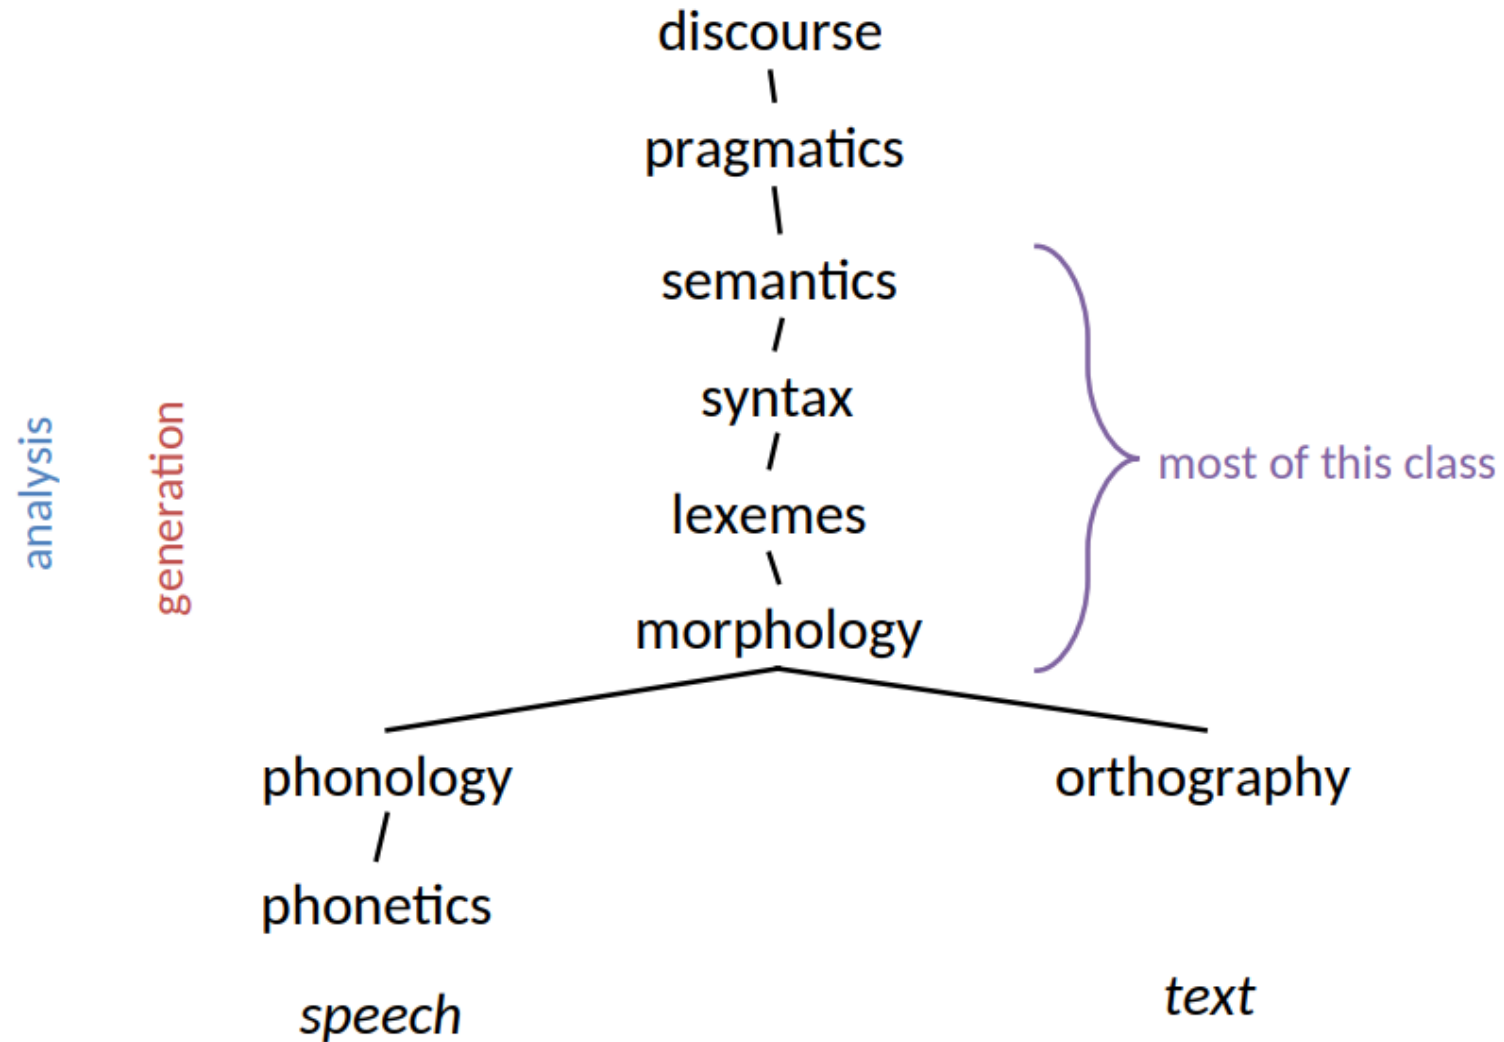 discourse
pragmatics
semantics
syntax
lexemes
morphology
analysis
generation
most of this class
phonology
orthography
phonetics
speech
text